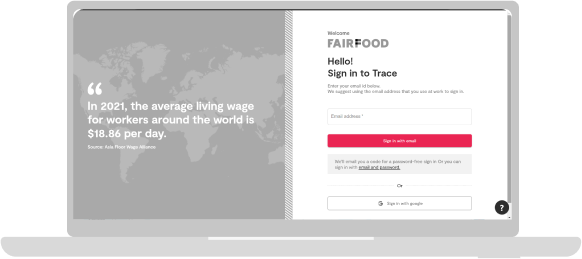 Welcome
FAIRFOOD
Hello!
Sign in to Trace
Enter your email id below.
We suggest using the email address that you use at work to sign in.
Email address *
Sign in with email
We'll email you a code for a password-free sign in Or you can
sign in with email and password.
Or
G Sign in with google
?
“
In 2021, the average living wage
for workers around the world is
$18.86 per day.
Source: Asia Floor Wage Alliance